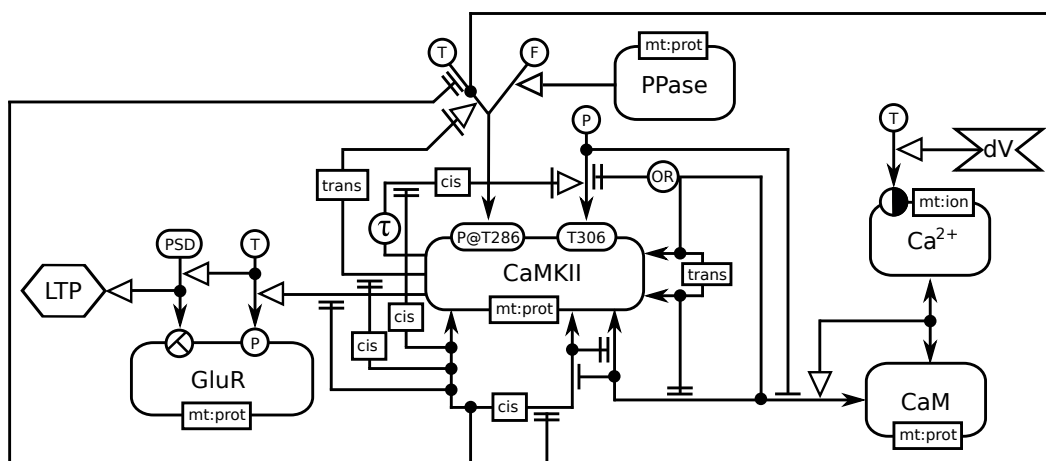 T
F
mt:prot
PPase
P
T
dV
trans
cis
OR
mt:ion
Ca2+
τ
P@T286
T306
CaMKII
trans
mt:prot
PSD
T
LTP
cis
cis
P
GluR
mt:prot
cis
CaM
mt:prot